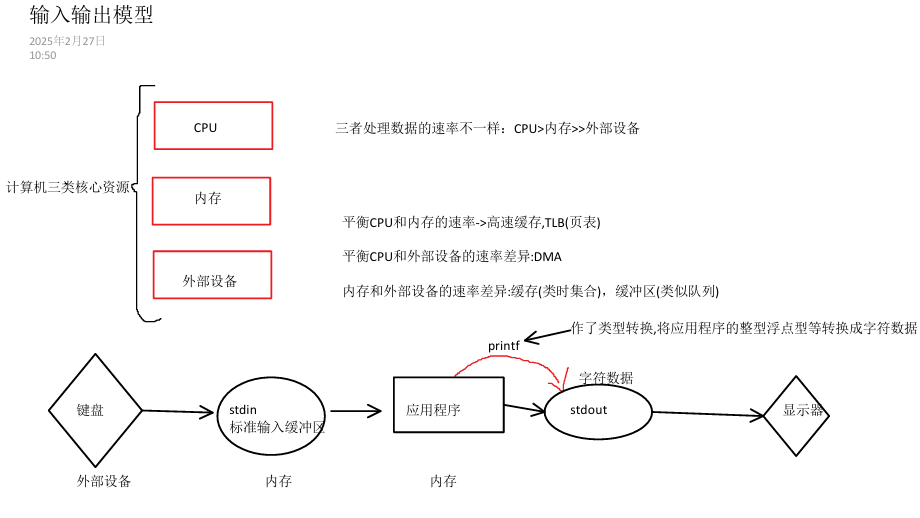 输入输出模型
2025年2月27日
10:50
CPU
三者处理数据的速率不一样：CPU>内存>>外部设备
计算机三类核心资源
内存
平衡CPU和内存的速率->高速缓存,TLB(页表)
平衡CPU和外部设备的速率差异:DMA
外部设备
内存和外部设备的速率差异:缓存(类时集合)，缓冲区(类似队列)
作了类型转换,将应用程序的整型浮点型等转换成字符数据
printf
字符数据
键盘
stdin
标准输入缓冲区
应用程序
stdout
显示器
外部设备
内存
内存